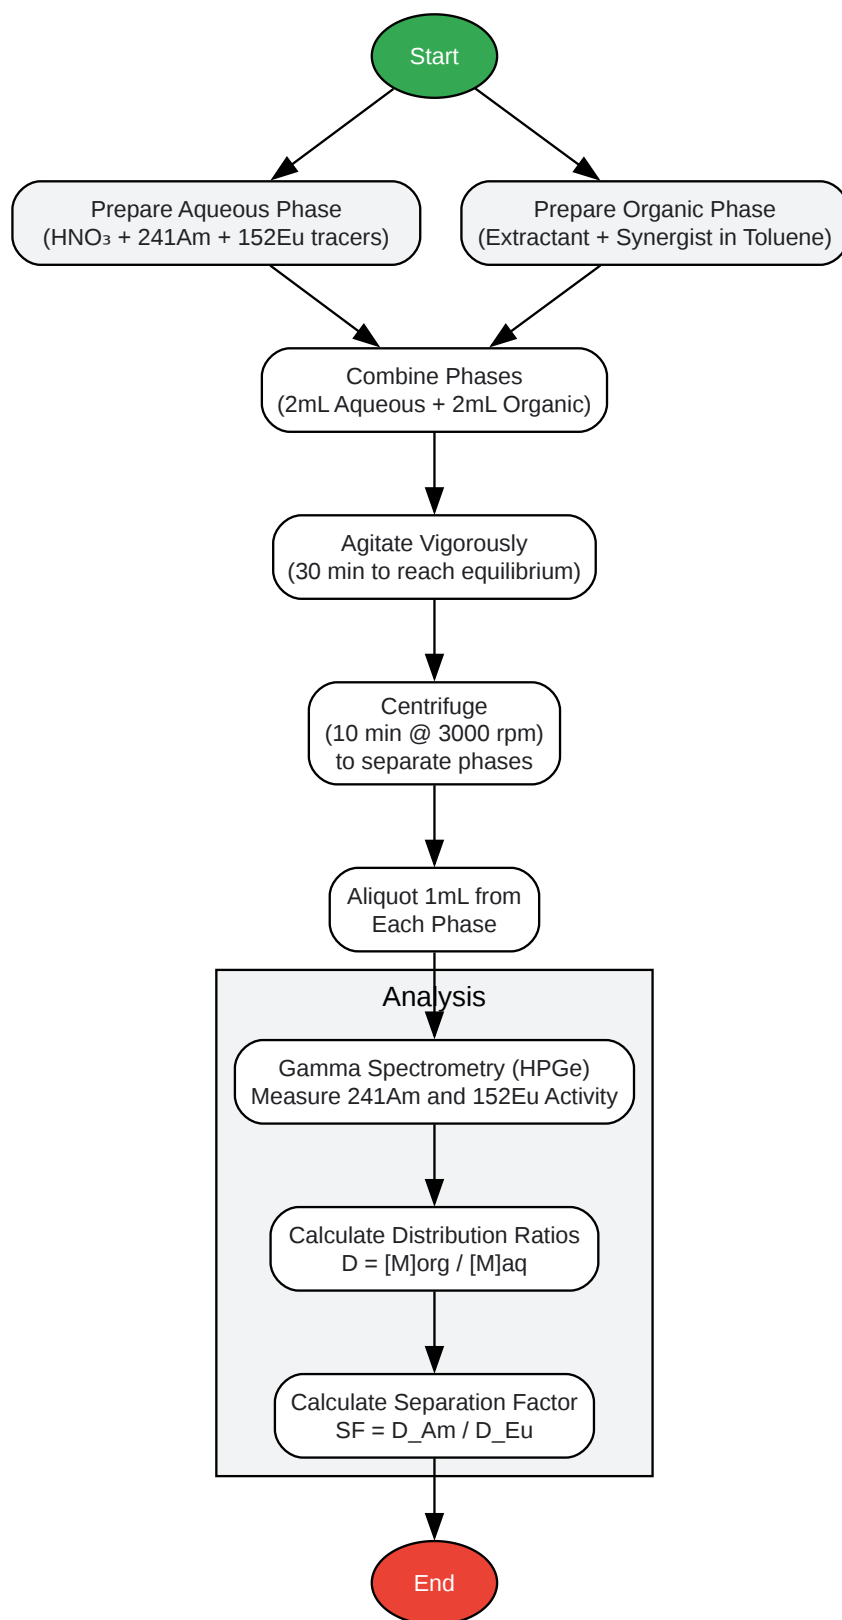 Start
Prepare Aqueous Phase
(HNO₃ + 241Am + 152Eu tracers)
Prepare Organic Phase
(Extractant + Synergist in Toluene)
Combine Phases
(2mL Aqueous + 2mL Organic)
Agitate Vigorously
(30 min to reach equilibrium)
Centrifuge
(10 min @ 3000 rpm)
to separate phases
Aliquot 1mL from
Each Phase
Analysis
Gamma Spectrometry (HPGe)
Measure 241Am and 152Eu Activity
Calculate Distribution Ratios
D = [M]org / [M]aq
Calculate Separation Factor
SF = D_Am / D_Eu
End